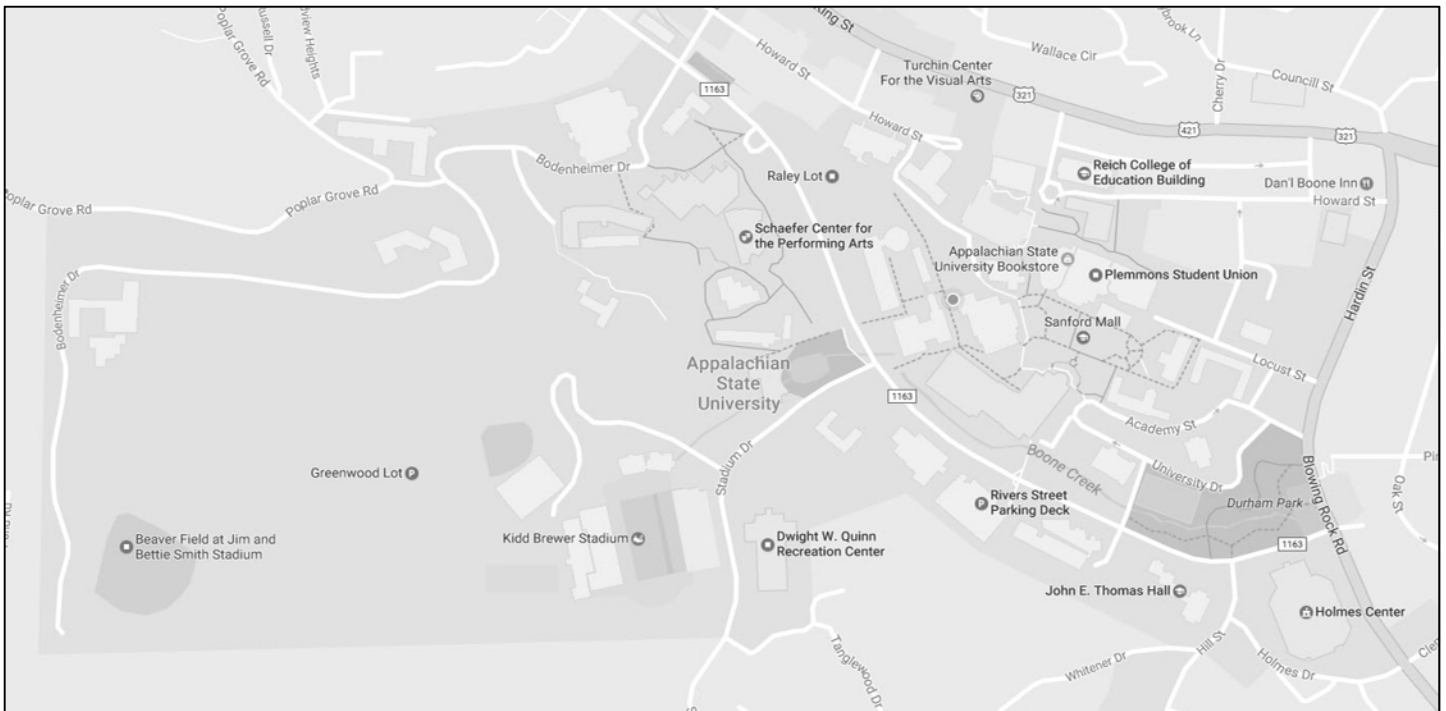 Poplar Grove Rd
Russell Dr
King St
Howard St
Wallace Cir
Turchin Center
For the Visual Arts
321
Councill St
Cherry Dr
1163
Howard St
421
321
Bodenheimer Dr
Raley Lot
Reich College of
Education Building
Dan'l Boone Inn
Howard St
Poplar Grove Rd
Schaefer Center for
the Performing Arts
Appalachian State
University Bookstore
Plemmons Student Union
Hardin St
Bodenheimer Dr
Sanford Mall
Locust St
Appalachian
State
University
1163
Academy St
Stadium Dr
Boone Creek
University Dr
Greenwood Lot
Rivers Street
Parking Deck
Durham Park
Blowing Rock Rd
Oak St
Beaver Field at Jim and
Bettie Smith Stadium
Kidd Brewer Stadium
Dwight W. Quinn
Recreation Center
1163
John E. Thomas Hall
Holmes Center
Tanglewood Dr
Whitener Dr
Hill St
Holmes Dr